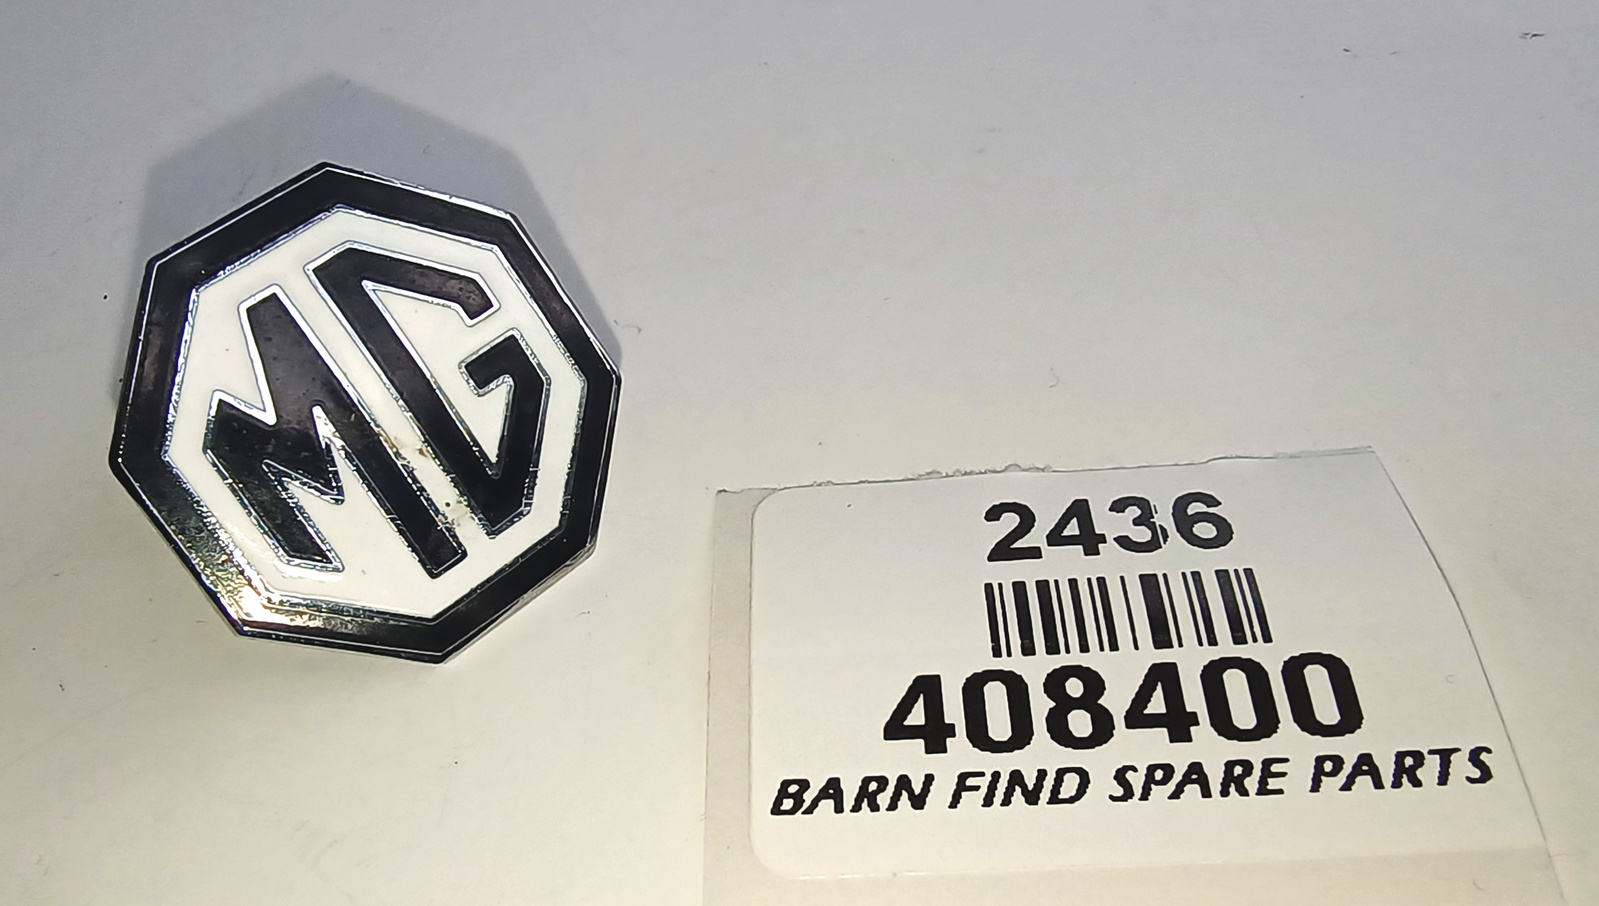 MG
2436
408400
BARN FIND SPARE PARTS